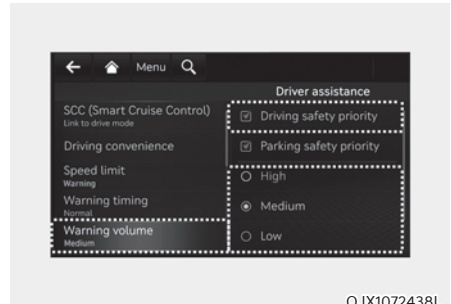 Menu
Driver assistance
SCC (Smart Cruise Control)
Link to drive mode
Driving convenience
Speed limit
Warning
Warning timing
Normal
Warning volume
Medium
Driving safety priority
Parking safety priority
High
Medium
Low
OJX1072438L